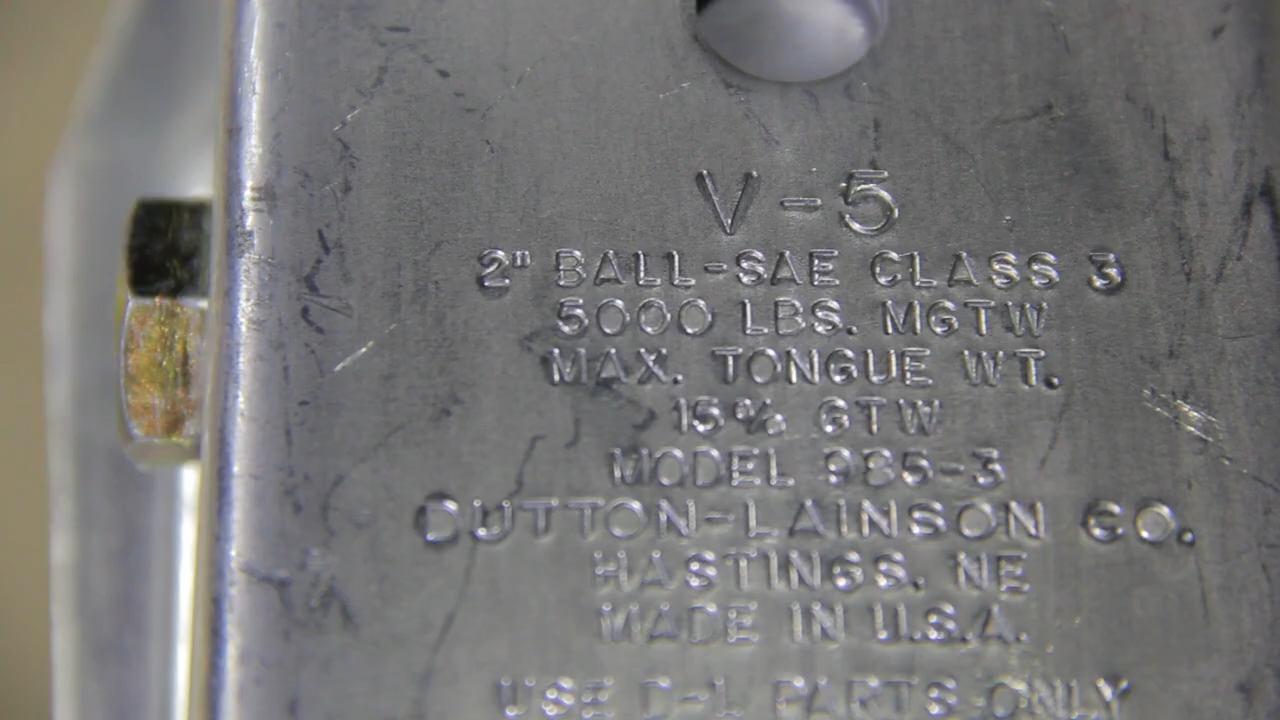 V-5
2" BALL-SAE CLASS 3
5000 LBS. MGTW
MAX. TONGUE WT.
15% GTW
MODEL 985-3
DUTTON-LAINSON CO.
HASTINGS, NE
MADE IN U.S.A.
USE D-L PARTS ONLY